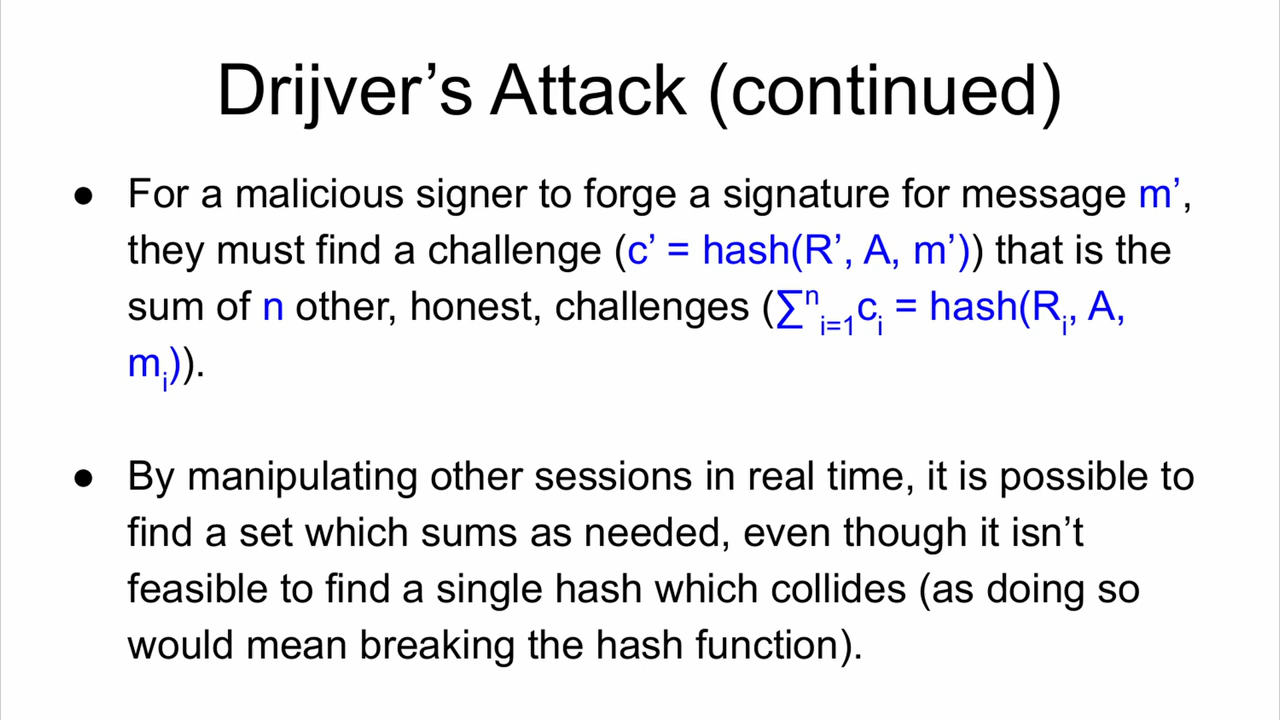 Drijver’s Attack (continued)
● For a malicious signer to forge a signature for message m’,
they must find a challenge (c’ = hash(R’, A, m’)) that is the
sum of n other, honest, challenges (∑ⁿᵢ₌₁cᵢ = hash(Rᵢ, A,
mᵢ)).
● By manipulating other sessions in real time, it is possible to
find a set which sums as needed, even though it isn’t
feasible to find a single hash which collides (as doing so
would mean breaking the hash function).